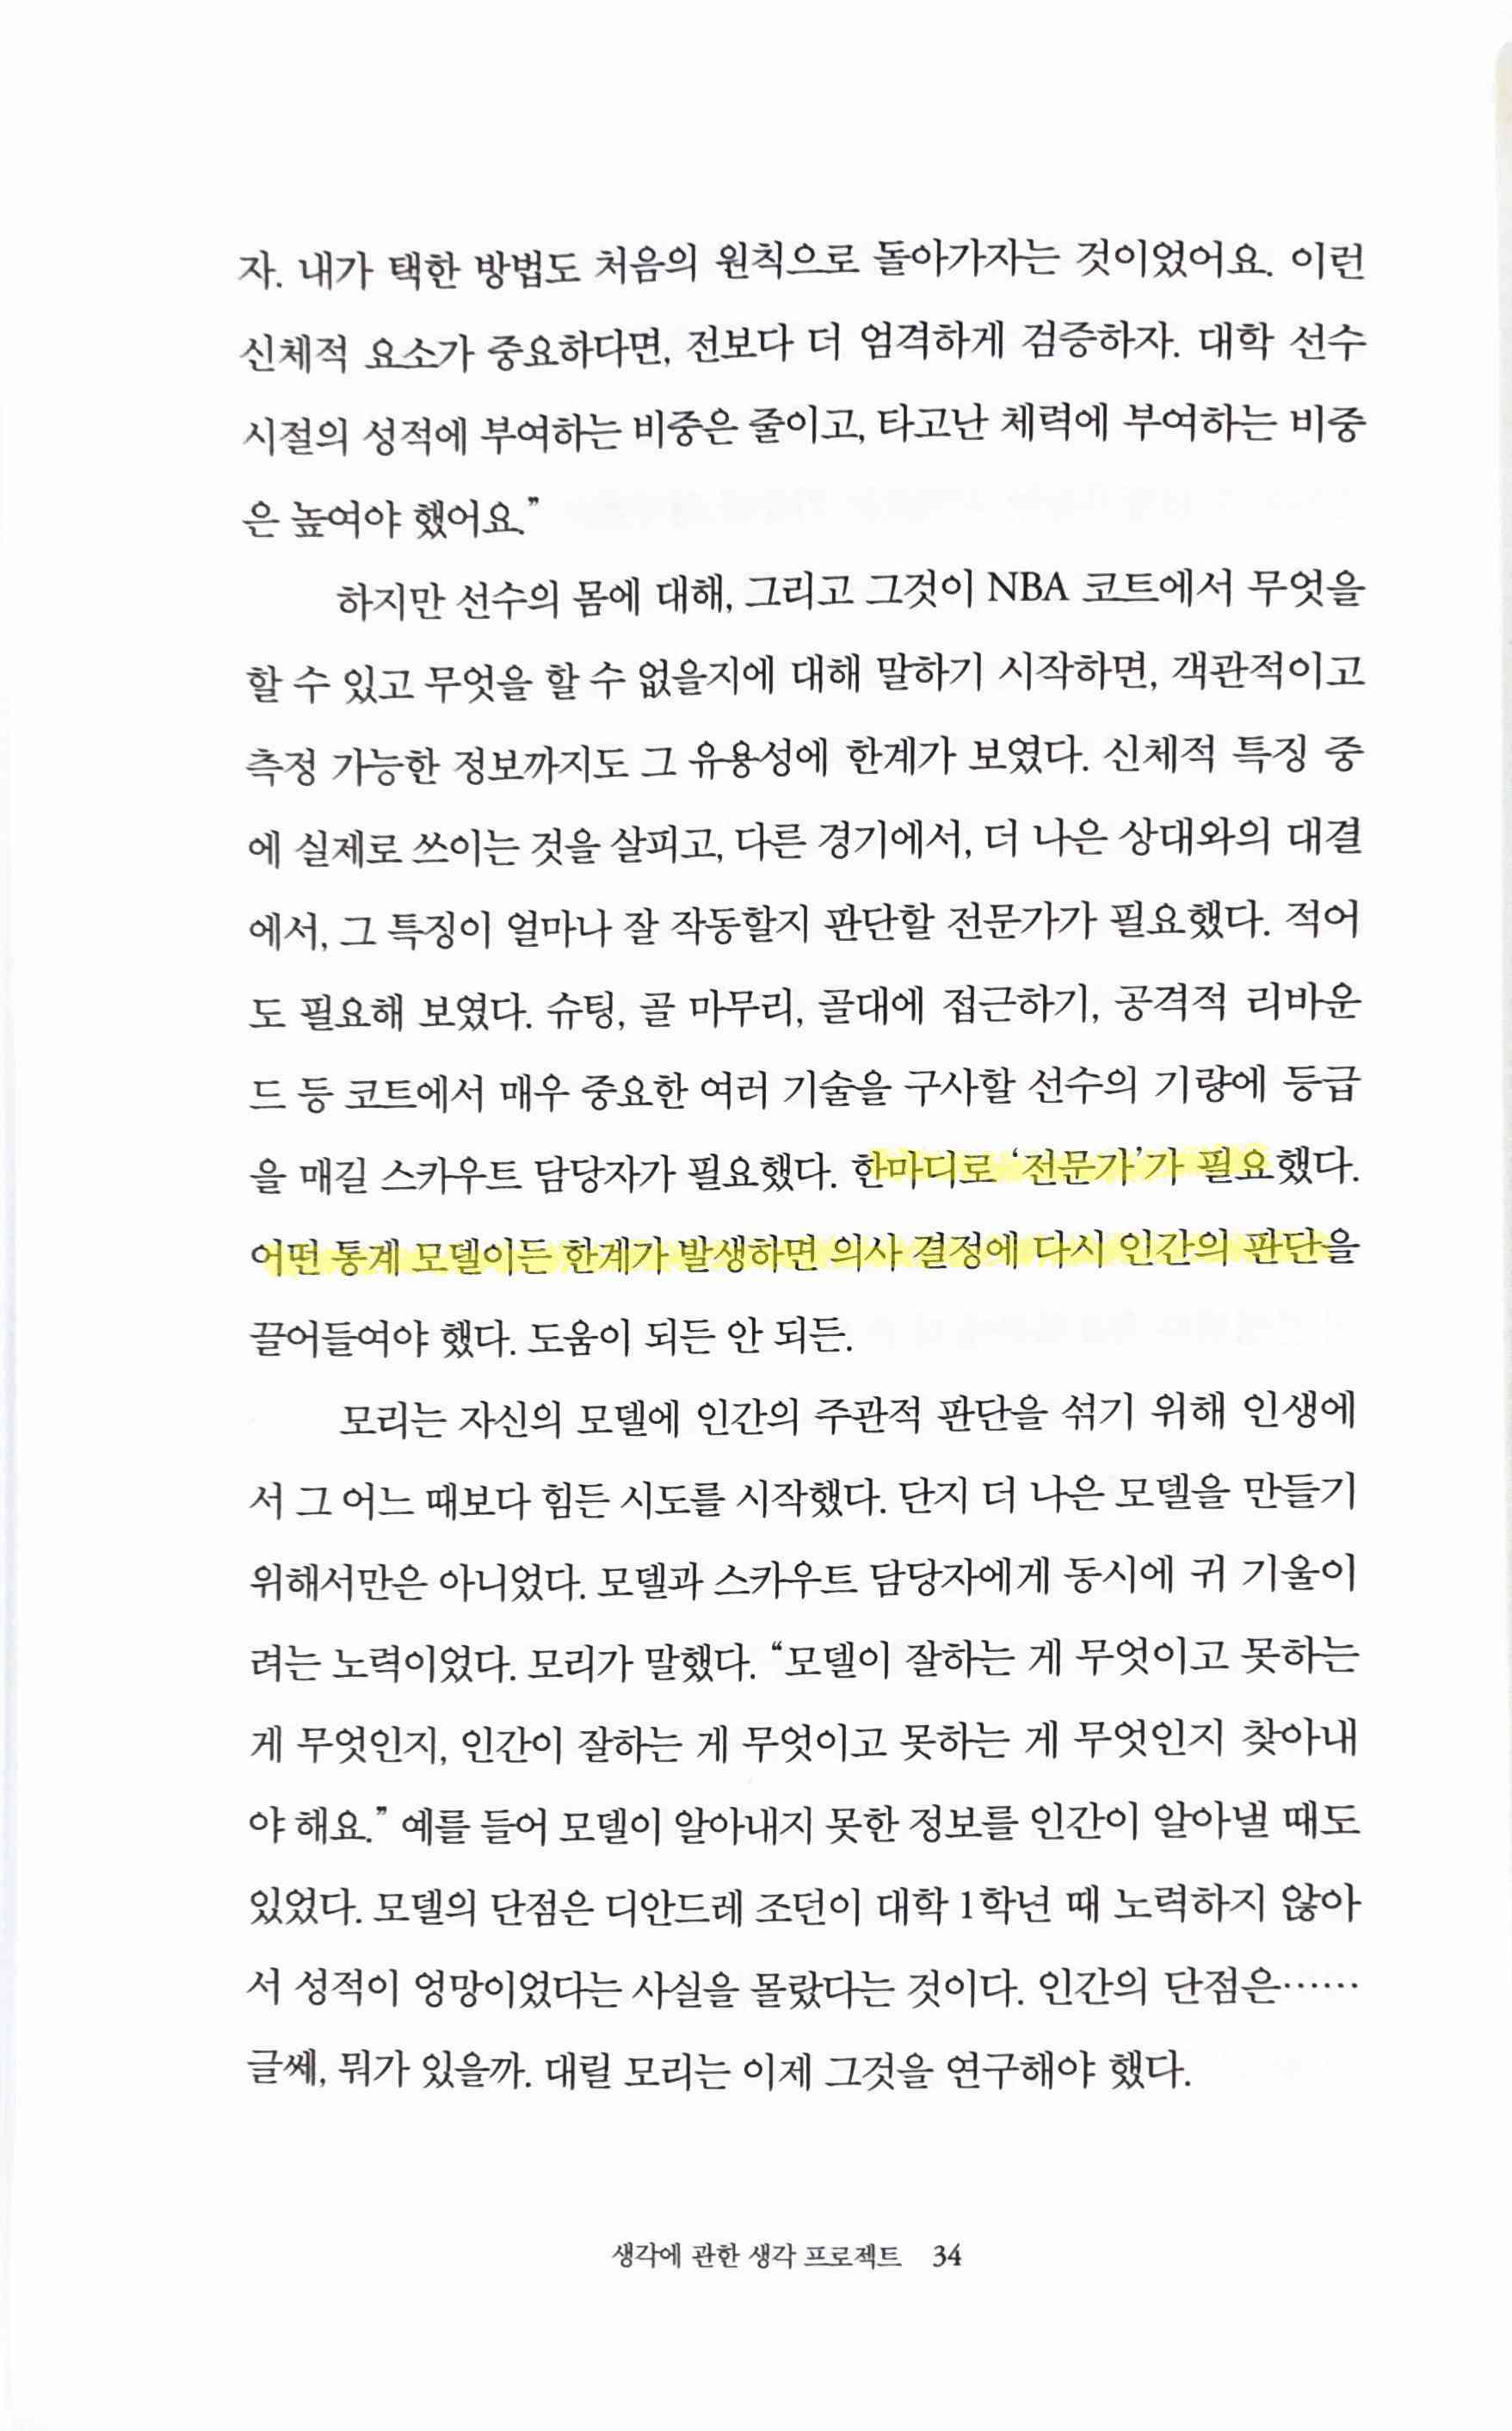 자. 내가 택한 방법도 처음의 원칙으로 돌아가자는 것이었어요. 이런
신체적 요소가 중요하다면, 전보다 더 엄격하게 검증하자. 대학 선수
시절의 성적에 부여하는 비중은 줄이고, 타고난 체력에 부여하는 비중
은 높여야 했어요.”
하지만 선수의 몸에 대해, 그리고 그것이 NBA 코트에서 무엇을
할 수 있고 무엇을 할 수 없을지에 대해 말하기 시작하면, 객관적이고
측정 가능한 정보까지도 그 유용성에 한계가 보였다. 신체적 특징 중
에 실제로 쓰이는 것을 살피고, 다른 경기에서, 더 나은 상대와의 대결
에서, 그 특징이 얼마나 잘 작동할지 판단할 전문가가 필요했다. 적어
도 필요해 보였다. 슈팅, 골 마무리, 골대에 접근하기, 공격적 리바운
드 등 코트에서 매우 중요한 여러 기술을 구사할 선수의 기량에 등급
을 매길 스카우트 담당자가 필요했다. 한마디로 ‘전문가’가 필요했다.
어떤 통계 모델이든 한계가 발생하면 의사 결정에 다시 인간의 판단을
끌어들여야 했다. 도움이 되든 안 되든.
모리는 자신의 모델에 인간의 주관적 판단을 섞기 위해 인생에
서 그 어느 때보다 힘든 시도를 시작했다. 단지 더 나은 모델을 만들기
위해서만은 아니었다. 모델과 스카우트 담당자에게 동시에 귀 기울이
려는 노력이었다. 모리가 말했다. “모델이 잘하는 게 무엇이고 못하는
게 무엇인지, 인간이 잘하는 게 무엇이고 못하는 게 무엇인지 찾아내
야 해요.” 예를 들어 모델이 알아내지 못한 정보를 인간이 알아낼 때도
있었다. 모델의 단점은 디안드레 조던이 대학 1학년 때 노력하지 않아
서 성적이 엉망이었다는 사실을 몰랐다는 것이다. 인간의 단점은……
글쎄, 뭐가 있을까. 대릴 모리는 이제 그것을 연구해야 했다.
생각에 관한 생각 프로젝트 34